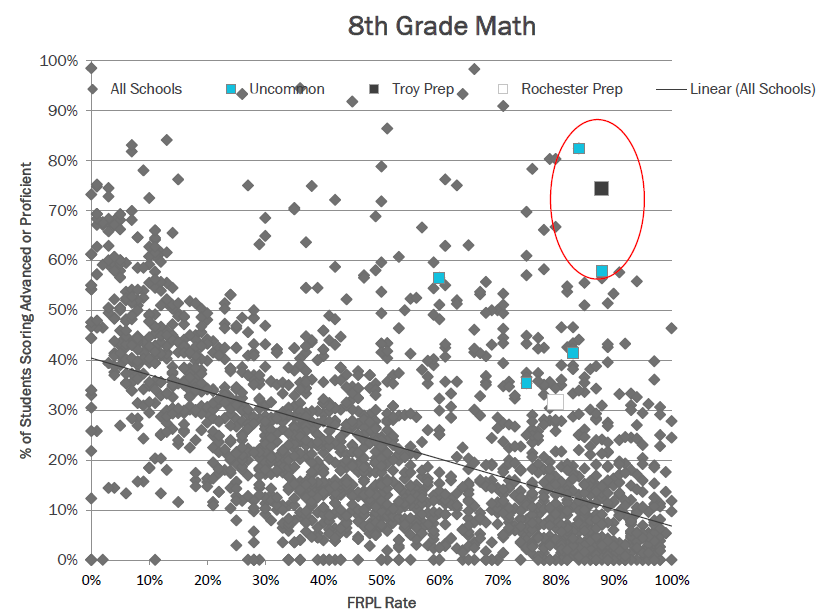 8th Grade Math
100%
All Schools
Uncommon
Troy Prep
Rochester Prep
Linear (All Schools)
90%
80%
70%
60%
50%
40%
30%
20%
10%
0%
% of Students Scoring Advanced or Proficient
0% 10% 20% 30% 40% 50% 60% 70% 80% 90% 100%
FRPL Rate